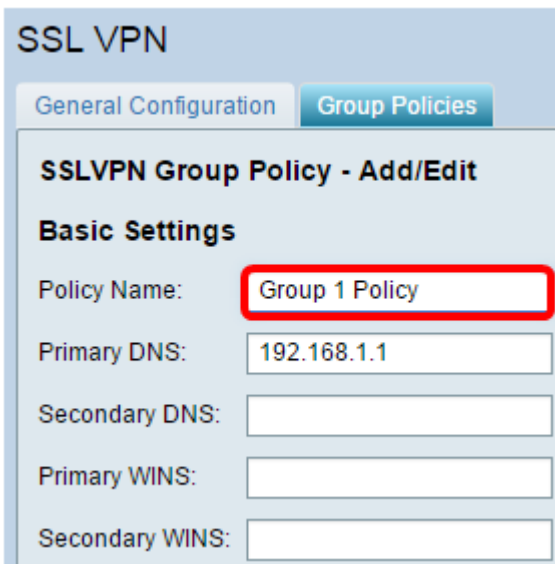 SSL VPN
General Configuration Group Policies
SSLVPN Group Policy - Add/Edit
Basic Settings
Policy Name: Group 1 Policy
Primary DNS: 192.168.1.1
Secondary DNS:
Primary WINS:
Secondary WINS: